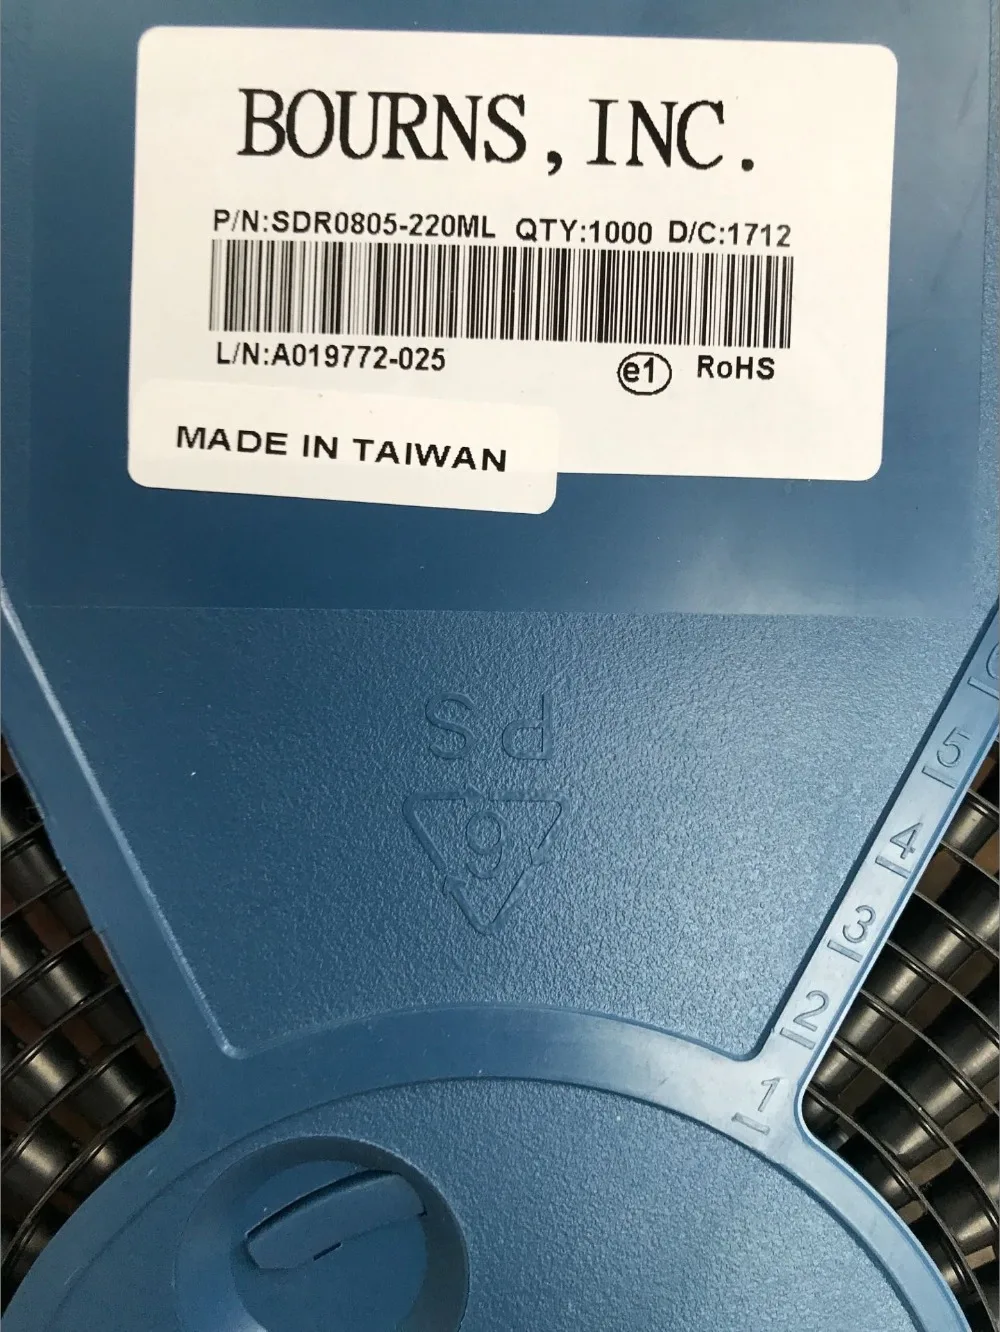 BOURNS, INC.
P/N:SDR0805-220ML QTY:1000 D/C:1712
L/N:A019772-025
e1 RoHS
MADE IN TAIWAN
PS
6
5
4
3
2
1